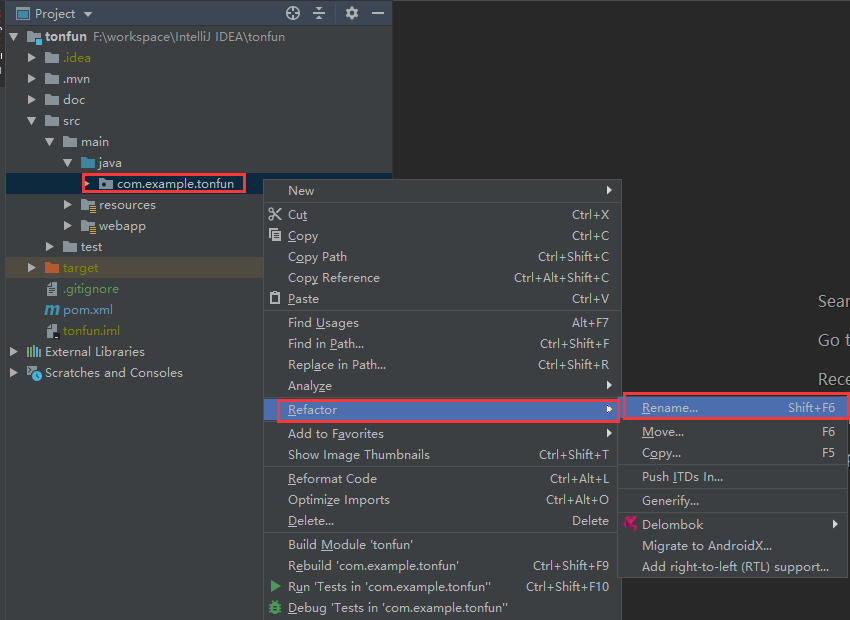 Project
tonfun F:\workspace\IntelliJ IDEA\tonfun
.idea
.mvn
doc
src
main
java
com.example.tonfun
resources
webapp
test
target
.gitignore
pom.xml
tonfun.iml
External Libraries
Scratches and Consoles
New
Cut Ctrl+X
Copy Ctrl+C
Copy Path Ctrl+Shift+C
Copy Reference Ctrl+Alt+Shift+C
Paste Ctrl+V
Find Usages Alt+F7
Find in Path... Ctrl+Shift+F
Replace in Path... Ctrl+Shift+R
Analyze
Refactor
Add to Favorites
Show Image Thumbnails Ctrl+Shift+T
Reformat Code Ctrl+Alt+L
Optimize Imports Ctrl+Alt+O
Delete... Delete
Build Module 'tonfun'
Rebuild 'com.example.tonfun' Ctrl+Shift+F9
Run 'Tests in 'com.example.tonfun'' Ctrl+Shift+F10
Debug 'Tests in 'com.example.tonfun''
Rename... Shift+F6
Move... F6
Copy... F5
Push ITDs In...
Generify...
Delombok
Migrate to AndroidX...
Add right-to-left (RTL) support...
Sear
Go t
Rece